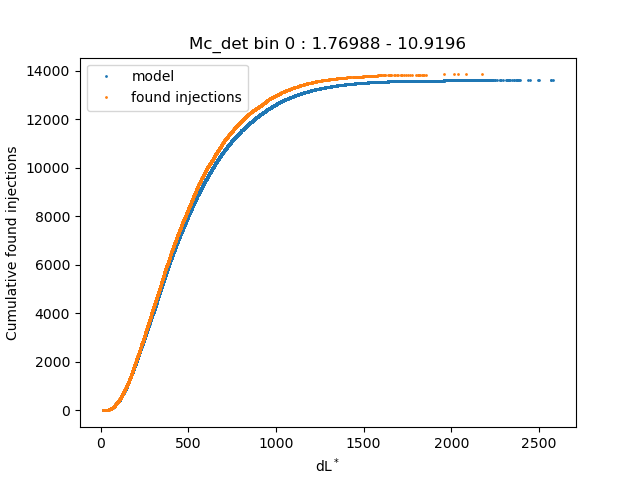 Mc_det bin 0 : 1.76988 - 10.9196
model
found injections
Cumulative found injections
14000
12000
10000
8000
6000
4000
2000
0
0 500 1000 1500 2000 2500
dL*